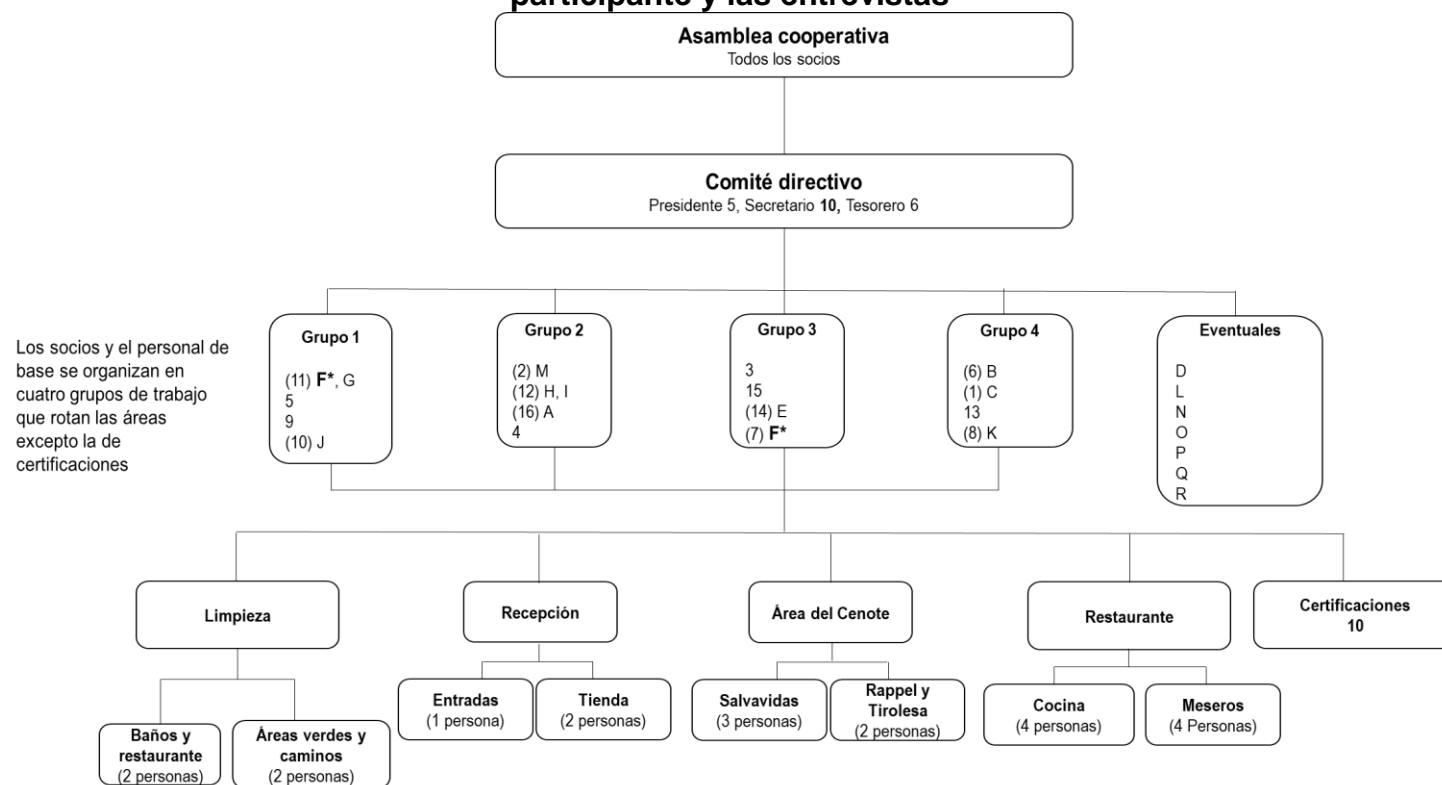 participante y las entrevistas
Asamblea cooperativa
Todos los socios
Comité directivo
Presidente 5, Secretario 10, Tesorero 6
Los socios y el personal de
base se organizan en
cuatro grupos de trabajo
que rotan las áreas
excepto la de
certificaciones
Grupo 1
(11) F*, G
5
9
(10) J
Grupo 2
(2) M
(12) H, I
(16) A
4
Grupo 3
3
15
(14) E
(7) F*
Grupo 4
(6) B
(1) C
13
(8) K
Eventuales
D
L
N
O
P
Q
R
Limpieza
Recepción
Área del Cenote
Restaurante
Certificaciones
10
Baños y
restaurante
(2 personas)
Áreas verdes y
caminos
(2 personas)
Entradas
(1 persona)
Tienda
(2 personas)
Salvavidas
(3 personas)
Rappel y
Tirolesa
(2 personas)
Cocina
(4 personas)
Meseros
(4 Personas)